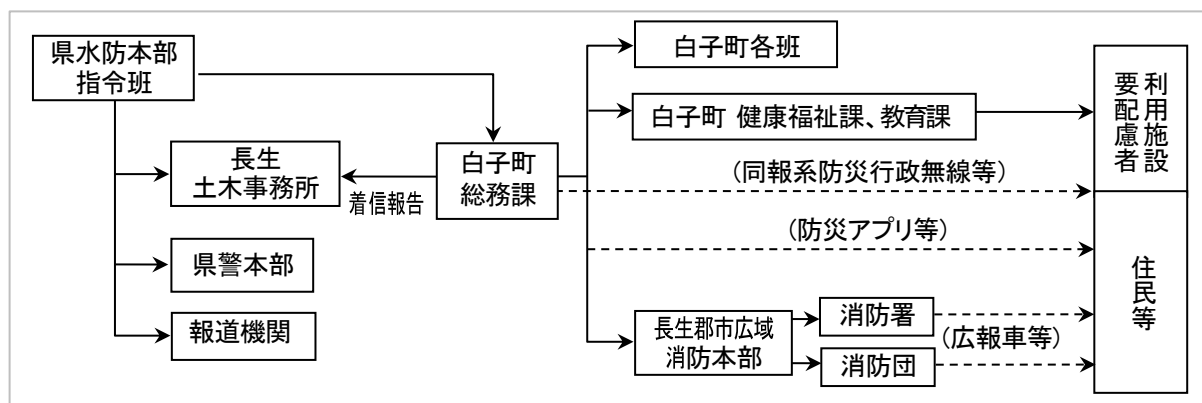 県水防本部
指令班
長生
土木事務所
県警本部
報道機関
着信報告
白子町
総務課
白子町各班
白子町 健康福祉課、教育課
(同報系防災行政無線等)
(防災アプリ等)
長生郡市広域
消防本部
消防署
消防団
(広報車等)
要配慮者
利用施設
住民等